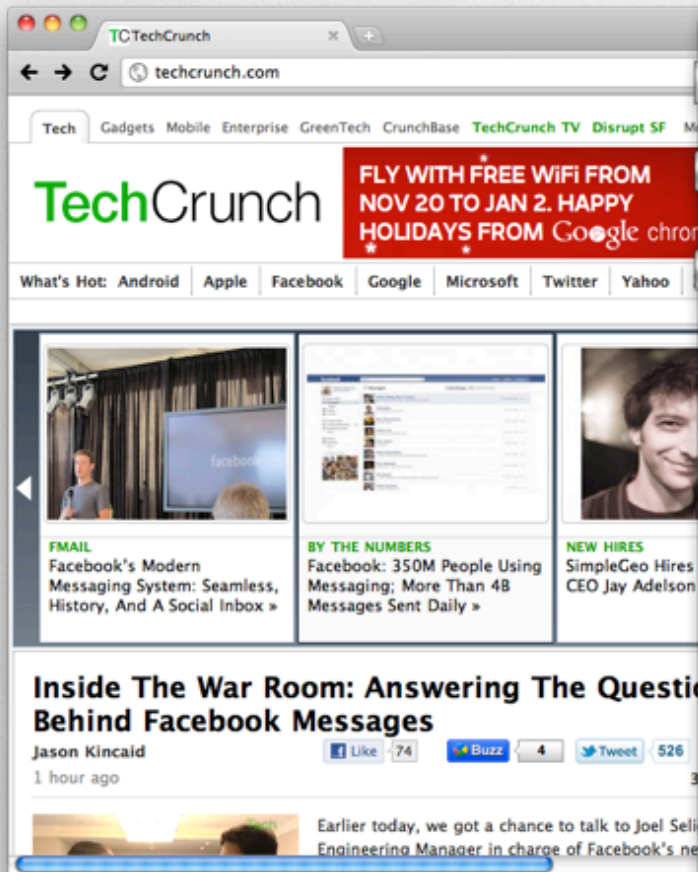 TC TechCrunch
techcrunch.com
Tech Gadgets Mobile Enterprise GreenTech CrunchBase TechCrunch TV Disrupt SF
TechCrunch
FLY WITH FREE WiFi FROM
NOV 20 TO JAN 2. HAPPY
HOLIDAYS FROM Google chrom
What's Hot: Android Apple Facebook Google Microsoft Twitter Yahoo
facebook
FMAIL
Facebook's Modern
Messaging System: Seamless,
History, And A Social Inbox »
BY THE NUMBERS
Facebook: 350M People Using
Messaging; More Than 4B
Messages Sent Daily »
NEW HIRES
SimpleGeo Hires
CEO Jay Adelson
Inside The War Room: Answering The Questio
Behind Facebook Messages
Jason Kincaid
Like 74 Buzz 4 Tweet 526
1 hour ago
3
Tech
Earlier today, we got a chance to talk to Joel Seli
Engineering Manager in charge of Facebook's ne